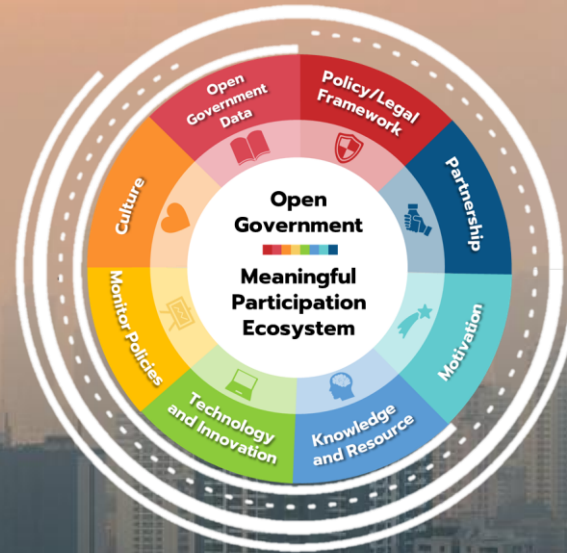 Open
Government
Meaningful
Participation
Ecosystem
Policy/Legal
Framework
Partnership
Motivation
Knowledge
and Resource
Technology
and Innovation
Monitor Policies
Culture
Open
Government
Data